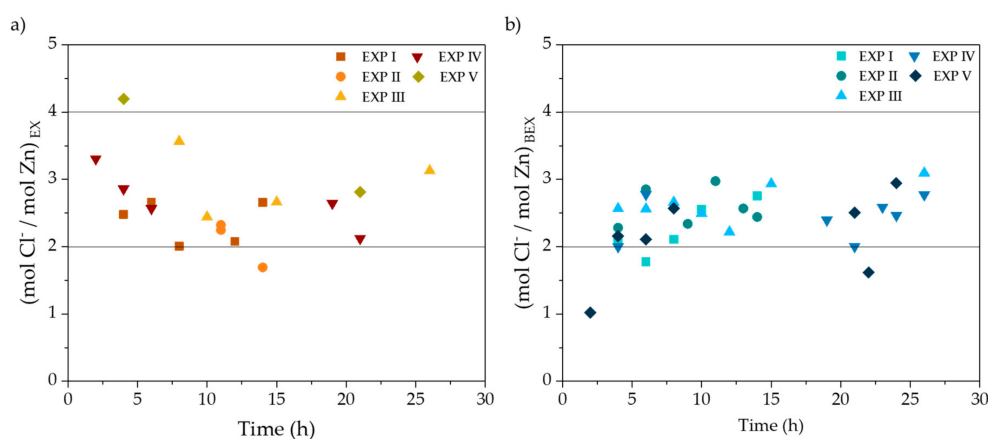 a)
(mol Cl⁻ / mol Zn)EX
5
4
3
2
1
0
0 5 10 15 20 25 30
Time (h)
EXP I EXP IV
EXP II EXP V
EXP III
b)
(mol Cl⁻ / mol Zn)BEX
5
4
3
2
1
0
0 5 10 15 20 25 30
Time (h)
EXP I EXP IV
EXP II EXP V
EXP III